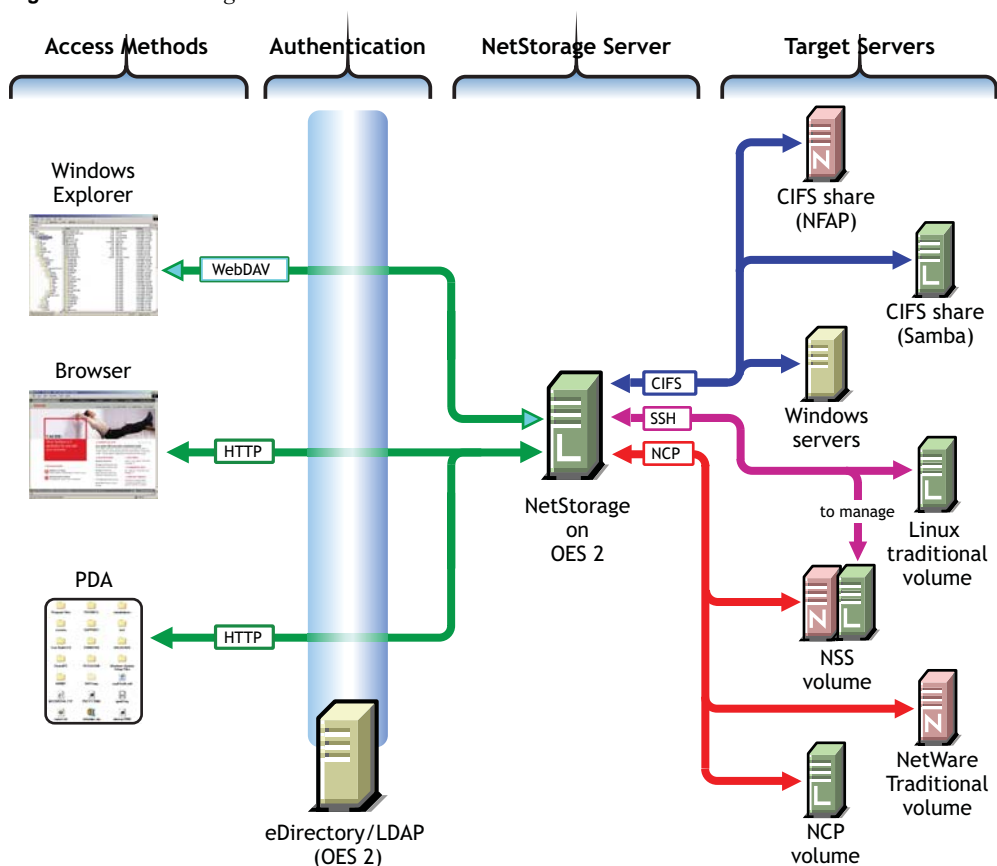 Access Methods
Authentication
NetStorage Server
Target Servers
Windows
Explorer
WebDAV
Browser
HTTP
PDA
HTTP
eDirectory/LDAP
(OES 2)
NetStorage
on
OES 2
CIFS
SSH
NCP
N
CIFS share
(NFAP)
L
CIFS share
(Samba)
Windows
servers
L
L
Linux
traditional
volume
to manage
N
L
NSS
volume
N
NetWare
Traditional
volume
L
NCP
volume